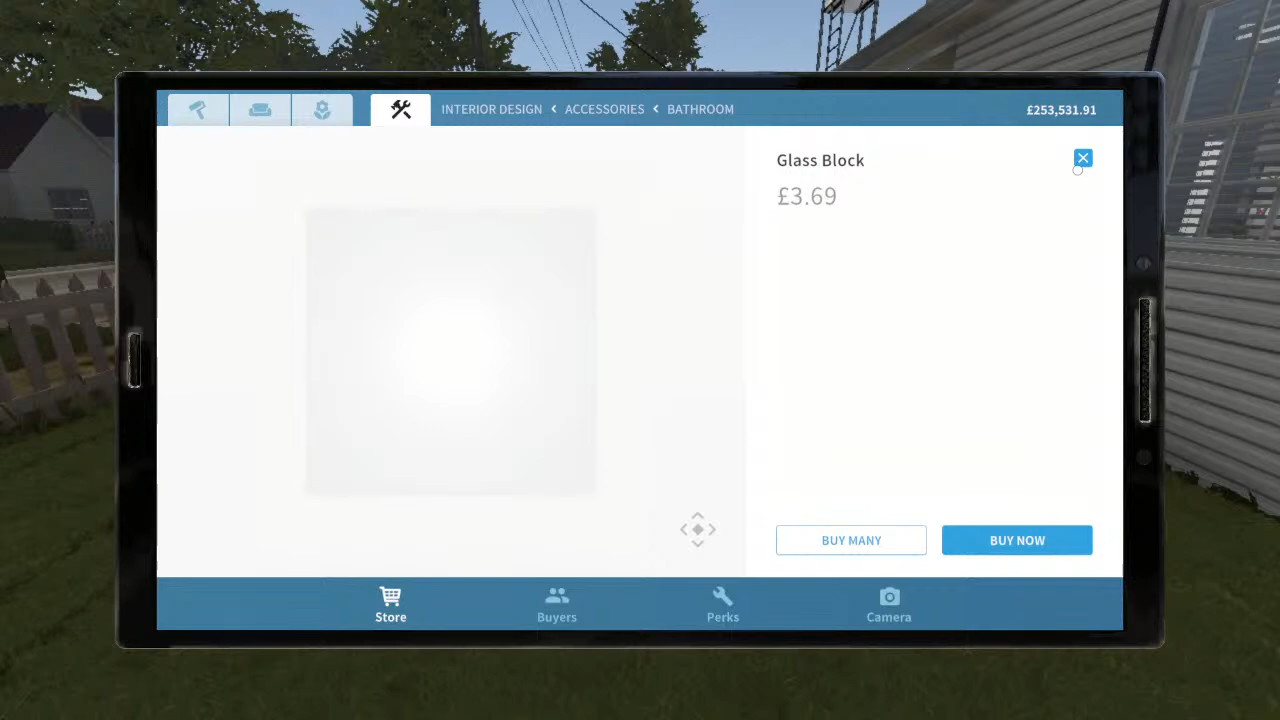 INTERIOR DESIGN < ACCESSORIES < BATHROOM
£253,531.91
Glass Block
£3.69
BUY MANY
BUY NOW
Store
Buyers
Perks
Camera